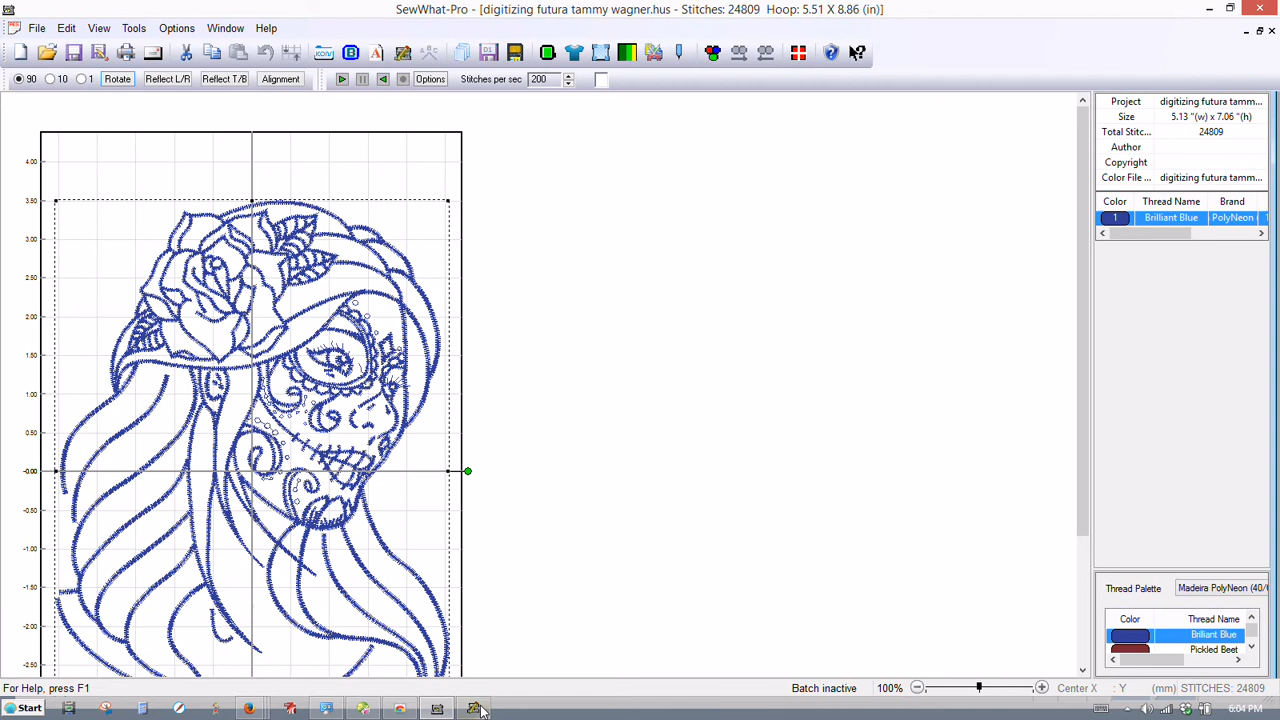 SewWhat-Pro - [digitizing futura tammy wagner.hus - Stitches: 24809 Hoop: 5.51 X 8.86 (in)]
File Edit View Tools Options Window Help
90 10 1 Rotate Reflect L/R Reflect T/B Alignment Options Stitches per sec 200
Project digitizing futura tamm...
Size 5.13 "(w) x 7.06 "(h)
Total Stitc... 24809
Author
Copyright
Color File ... digitizing futura tamm...
Color Thread Name Brand
1 Brilliant Blue PolyNeon
4.00
3.50
3.00
2.50
2.00
1.50
1.00
0.50
-0.00
-0.50
-1.00
-1.50
-2.00
-2.50
Thread Palette Madeira PolyNeon (40/
Color Thread Name
Brilliant Blue
Pickled Beet
For Help, press F1 Batch inactive 100% Center X : Y (mm) STITCHES: 24809
Start 6:04 PM